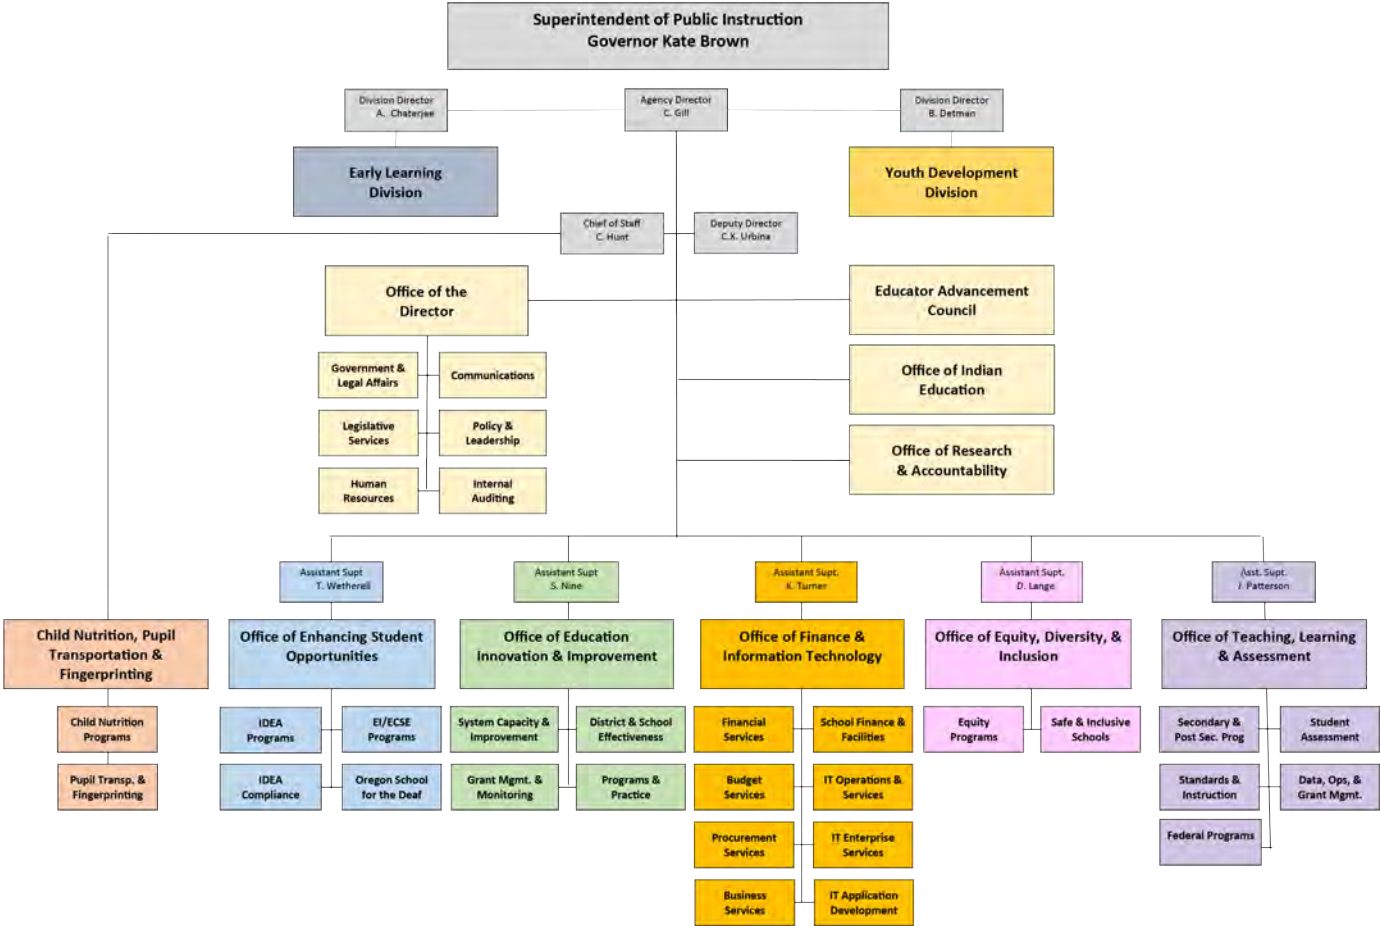 Superintendent of Public Instruction
Governor Kate Brown
Division Director
A. Chaterjee
Agency Director
C. Gill
Division Director
B. Detman
Early Learning
Division
Youth Development
Division
Chief of Staff
C. Hunt
Deputy Director
C.X. Urbina
Office of the
Director
Educator Advancement
Council
Government &
Legal Affairs
Communications
Office of Indian
Education
Legislative
Services
Policy &
Leadership
Office of Research
& Accountability
Human
Resources
Internal
Auditing
Assistant Supt
T. Wetherell
Assistant Supt
S. Nine
Assistant Supt.
K. Turner
Assistant Supt.
D. Lange
Asst. Supt.
J. Patterson
Child Nutrition, Pupil
Transportation &
Fingerprinting
Office of Enhancing Student
Opportunities
Office of Education
Innovation & Improvement
Office of Finance &
Information Technology
Office of Equity, Diversity, &
Inclusion
Office of Teaching, Learning
& Assessment
Child Nutrition
Programs
Pupil Transp. &
Fingerprinting
IDEA
Programs
EI/ECSE
Programs
IDEA
Compliance
Oregon School
for the Deaf
System Capacity &
Improvement
District & School
Effectiveness
Grant Mgmt. &
Monitoring
Programs &
Practice
Financial
Services
School Finance &
Facilities
Budget
Services
IT Operations &
Services
Procurement
Services
IT Enterprise
Services
Business
Services
IT Application
Development
Equity
Programs
Safe & Inclusive
Schools
Secondary &
Post Sec. Prog
Student
Assessment
Standards &
Instruction
Data, Ops, &
Grant Mgmt.
Federal Programs